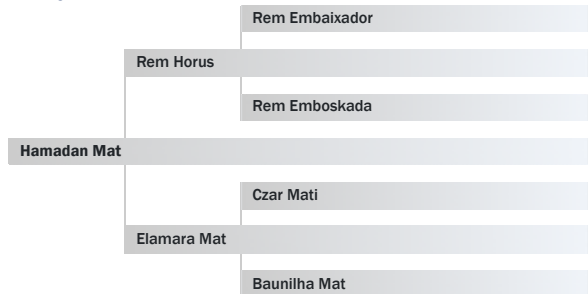 Rem Embaixador
Rem Horus
Rem Emboskada
Hamadan Mat
Czar Mati
Elamara Mat
Baunilha Mat